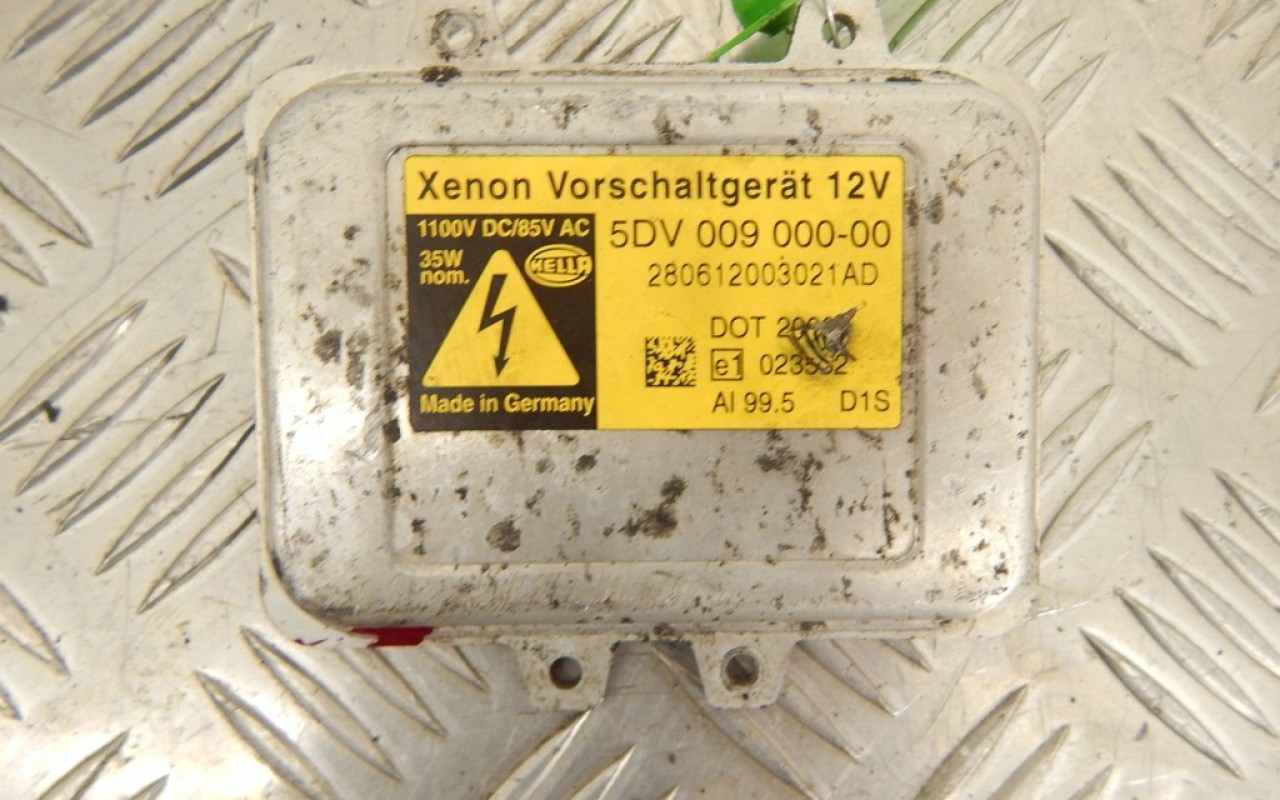 Xenon Vorschaltgerät 12V
1100V DC/85V AC
35W
nom.
HELLA
Made in Germany
5DV 009 000-00
280612003021AD
DOT
e1
AI 99.5 D1S